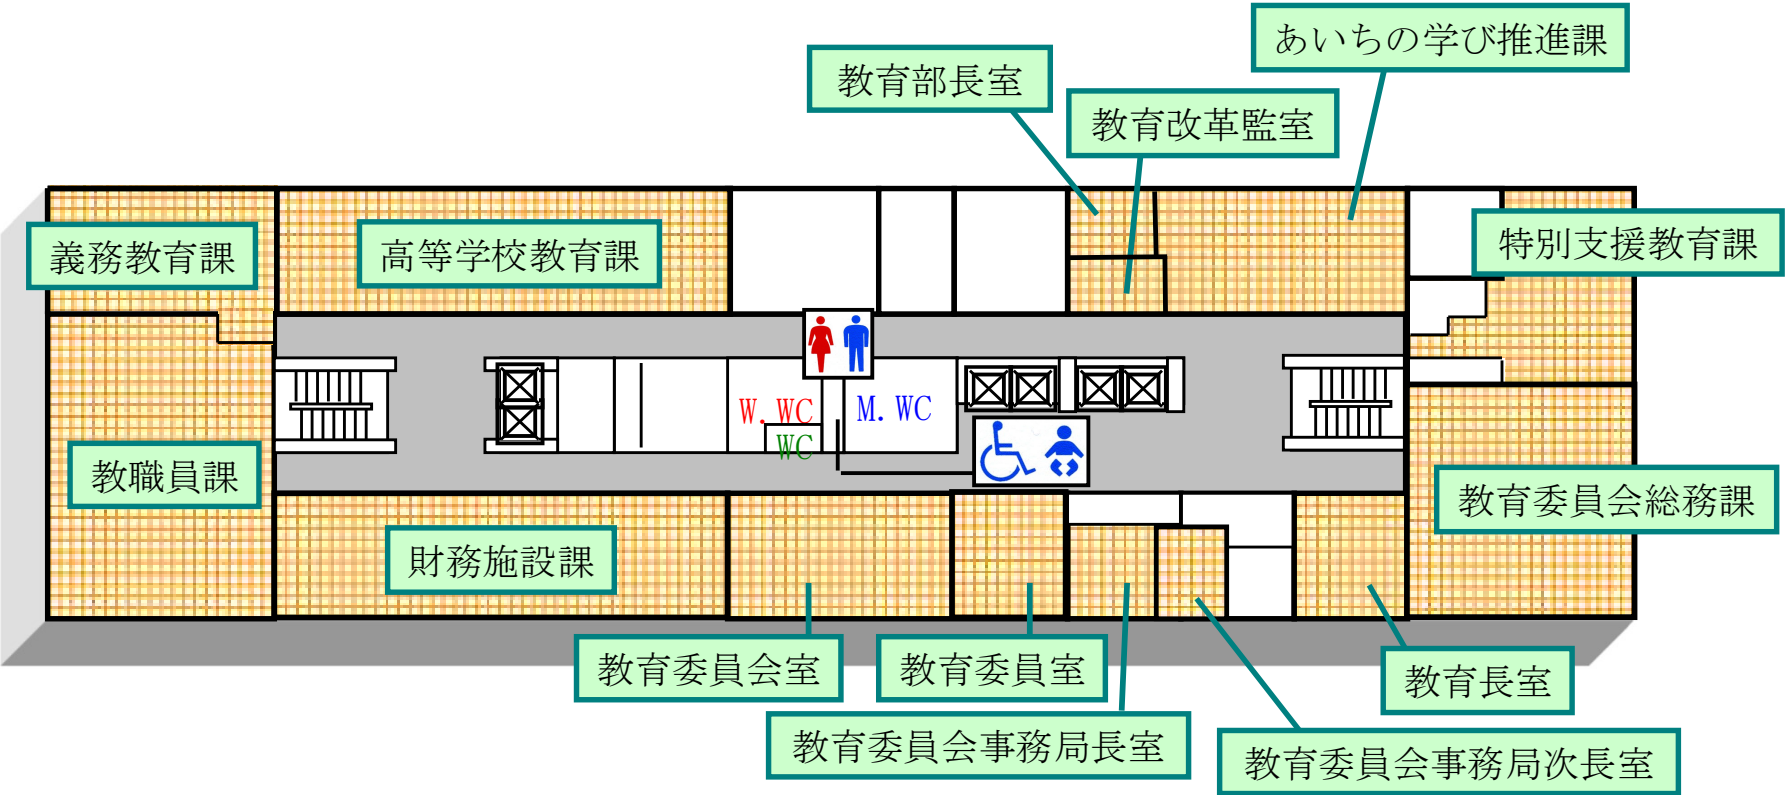 あいちの学び推進課
教育部長室
教育改革監室
義務教育課
高等学校教育課
特別支援教育課
W.WC
M.WC
WC
教職員課
教育委員会総務課
財務施設課
教育委員会室
教育委員室
教育長室
教育委員会事務局長室
教育委員会事務局次長室